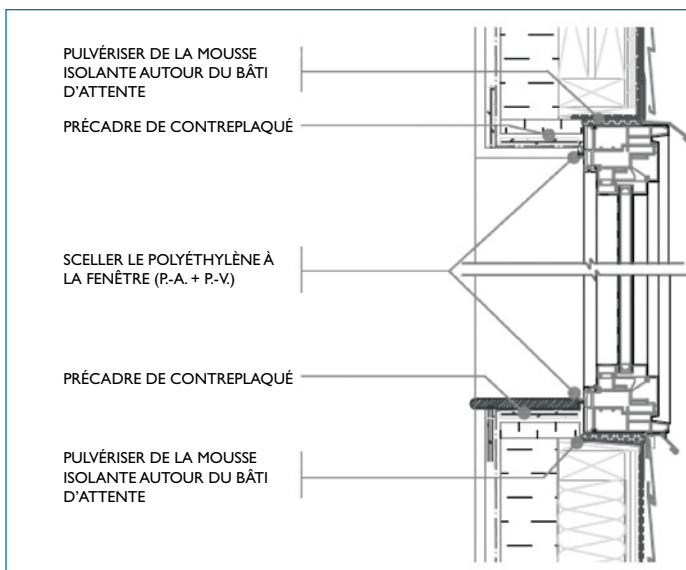 PULVÉRISER DE LA MOUSSE
ISOLANTE AUTOUR DU BÂTI
D'ATTENTE
PRÉCADRE DE CONTREPLAQUÉ
SCELLER LE POLYÉTHYLÈNE À
LA FENÊTRE (P.-A. + P.-V.)
PRÉCADRE DE CONTREPLAQUÉ
PULVÉRISER DE LA MOUSSE
ISOLANTE AUTOUR DU BÂTI
D'ATTENTE